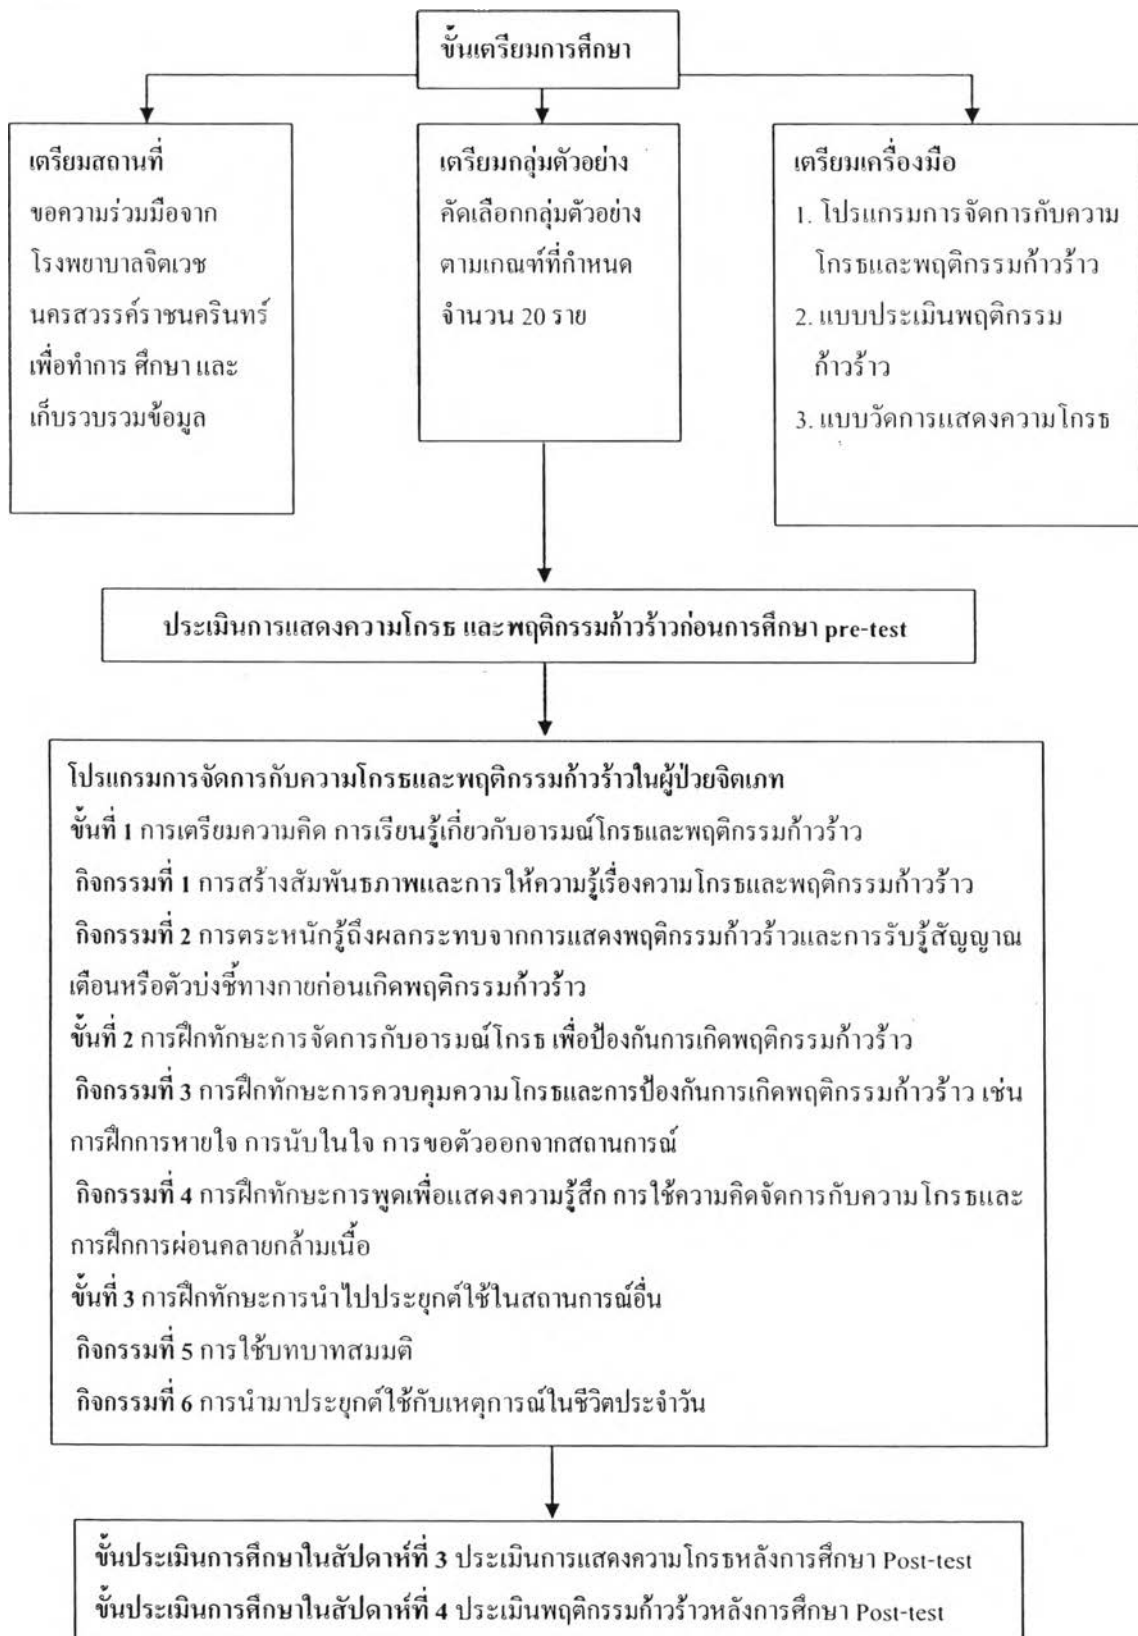 ขั้นเตรียมการศึกษา
เตรียมสถานที่
ขอความร่วมมือจาก
โรงพยาบาลจิตเวช
นครสวรรค์ราชนครินทร์
เพื่อทำการ ศึกษา และ
เก็บรวบรวมข้อมูล
เตรียมกลุ่มตัวอย่าง
คัดเลือกกลุ่มตัวอย่าง
ตามเกณฑ์ที่กำหนด
จำนวน 20 ราย
เตรียมเครื่องมือ
1. โปรแกรมการจัดการกับความ
โกรธและพฤติกรรมก้าวร้าว
2. แบบประเมินพฤติกรรม
ก้าวร้าว
3. แบบวัดการแสดงความโกรธ
ประเมินการแสดงความโกรธ และพฤติกรรมก้าวร้าวก่อนการศึกษา pre-test
โปรแกรมการจัดการกับความโกรธและพฤติกรรมก้าวร้าวในผู้ป่วยจิตเภท
ขั้นที่ 1 การเตรียมความคิด การเรียนรู้เกี่ยวกับอารมณ์โกรธและพฤติกรรมก้าวร้าว
กิจกรรมที่ 1 การสร้างสัมพันธภาพและการให้ความรู้เรื่องความโกรธและพฤติกรรมก้าวร้าว
กิจกรรมที่ 2 การตระหนักรู้ถึงผลกระทบจากการแสดงพฤติกรรมก้าวร้าวและการรับรู้สัญญาณ
เตือนหรือตัวบ่งชี้ทางกายก่อนเกิดพฤติกรรมก้าวร้าว
ขั้นที่ 2 การฝึกทักษะการจัดการกับอารมณ์โกรธ เพื่อป้องกันการเกิดพฤติกรรมก้าวร้าว
กิจกรรมที่ 3 การฝึกทักษะการควบคุมความโกรธและการป้องกันการเกิดพฤติกรรมก้าวร้าว เช่น
การฝึกการหายใจ การนับในใจ การขอตัวออกจากสถานการณ์
กิจกรรมที่ 4 การฝึกทักษะการพูดเพื่อแสดงความรู้สึก การใช้ความคิดจัดการกับความโกรธและ
การฝึกการผ่อนคลายกล้ามเนื้อ
ขั้นที่ 3 การฝึกทักษะการนำไปประยุกต์ใช้ในสถานการณ์อื่น
กิจกรรมที่ 5 การใช้บทบาทสมมติ
กิจกรรมที่ 6 การนำมาประยุกต์ใช้กับเหตุการณ์ในชีวิตประจำวัน
ขั้นประเมินการศึกษาในสัปดาห์ที่ 3 ประเมินการแสดงความโกรธหลังการศึกษา Post-test
ขั้นประเมินการศึกษาในสัปดาห์ที่ 4 ประเมินพฤติกรรมก้าวร้าวหลังการศึกษา Post-test